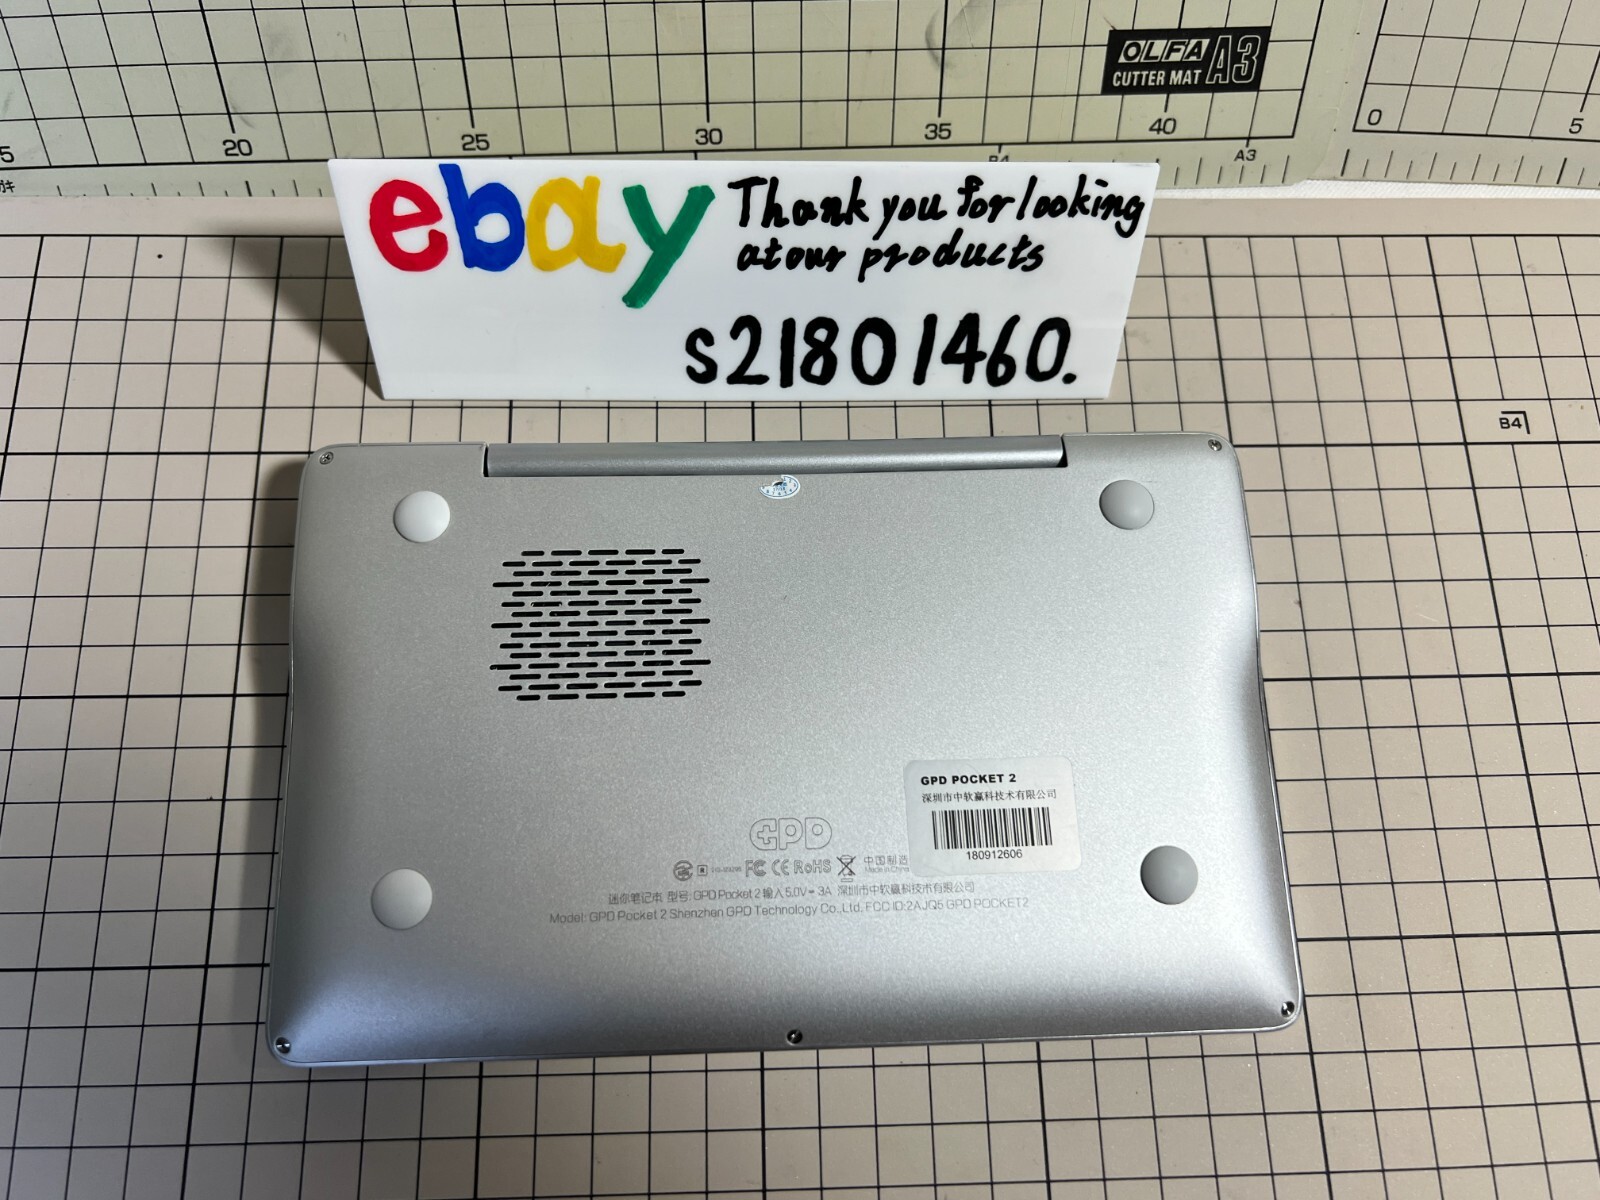 OLFA
CUTTER MAT A3
20 25 30 35 40
0 5
B4 A3
ebay Thank you for looking
at our products
s21801460.
B4
GPD POCKET 2
深圳市中软赢科技术有限公司
180912606
GPD
FC CE RoHS 中国制造
Made in China
迷你笔记本 型号: GPD Pocket 2 输入 5.0V⎓3A 深圳市中软赢科技术有限公司
Model: GPD Pocket 2 Shenzhen GPD Technology Co., Ltd. FCC ID:2AJQ5 GPD POCKET2